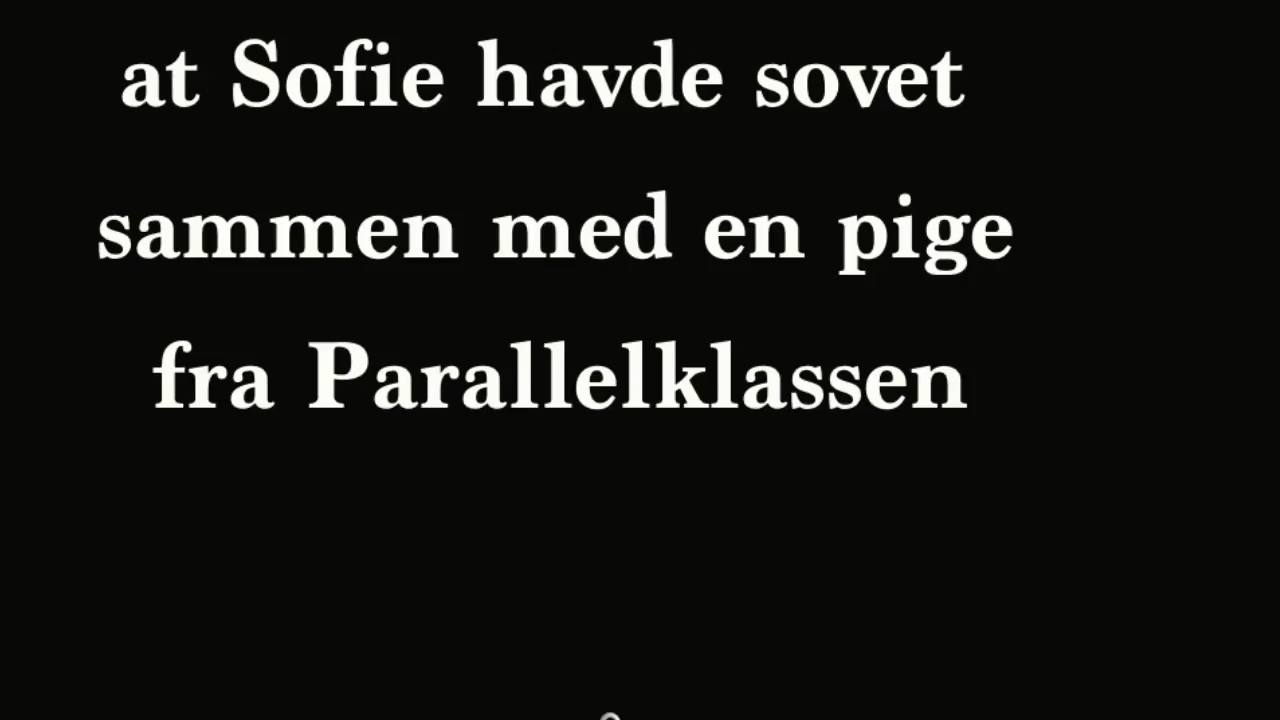 at Sofie havde sovet
sammen med en pige
fra Parallelklassen